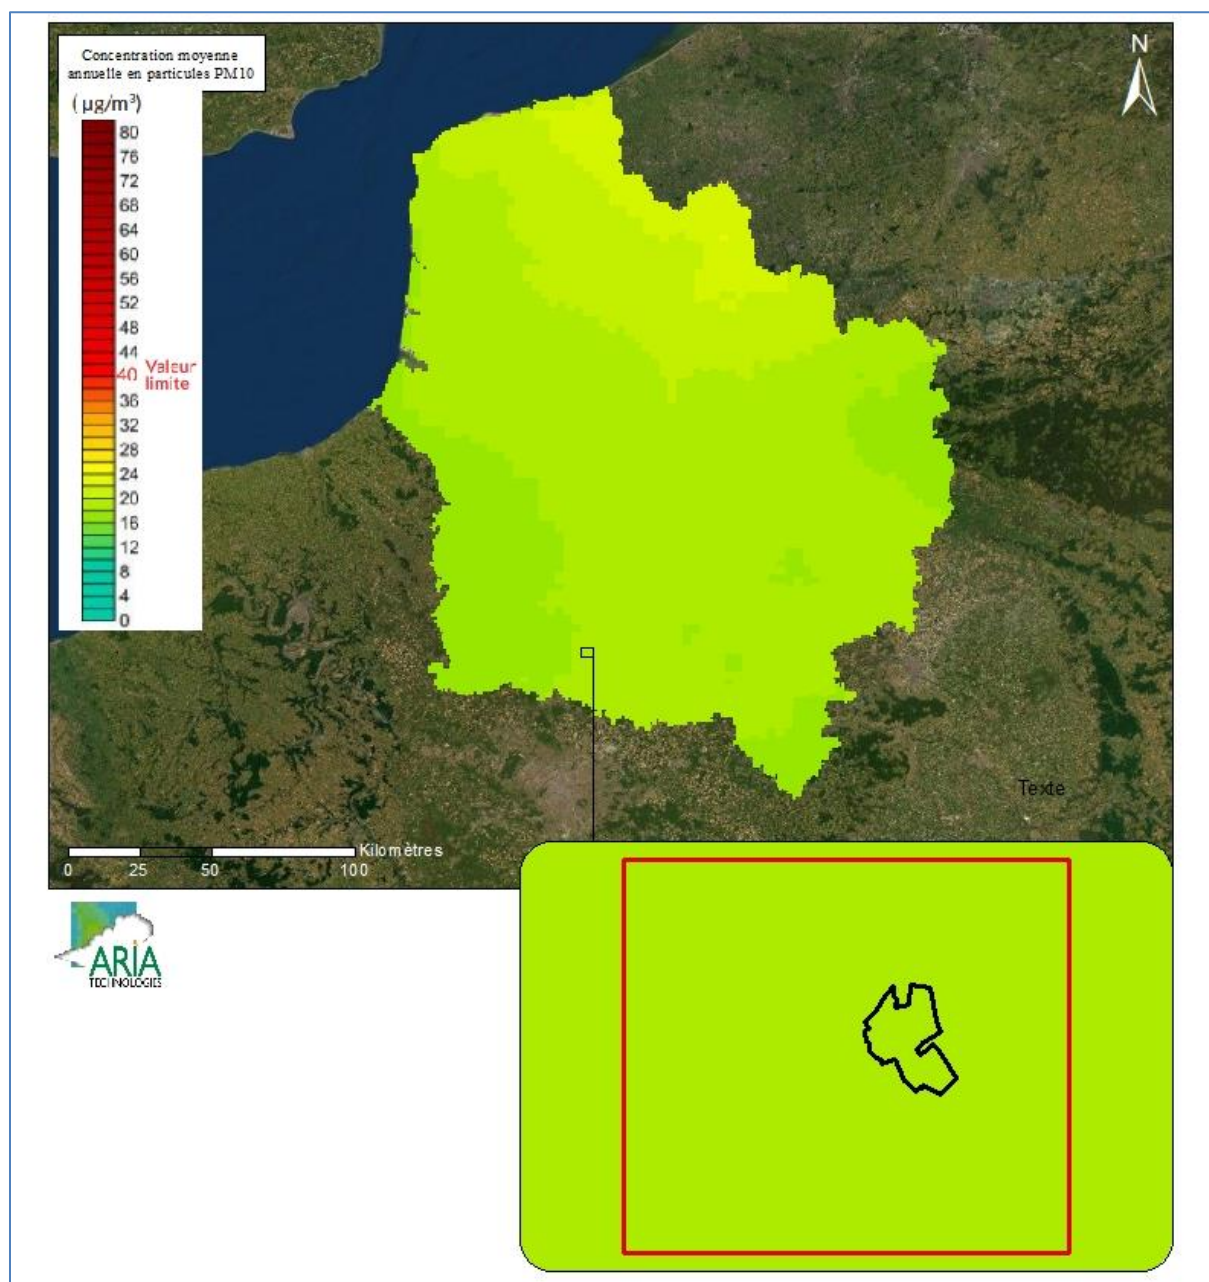 Concentration moyenne
annuelle en particules PM10
( µg/m³)
80
76
72
68
64
60
56
52
48
44
40 Valeur
limite
36
32
28
24
20
16
12
8
4
0
N
Texte
Kilomètres
0 25 50 100
ARIA
TECHNOLOGIES